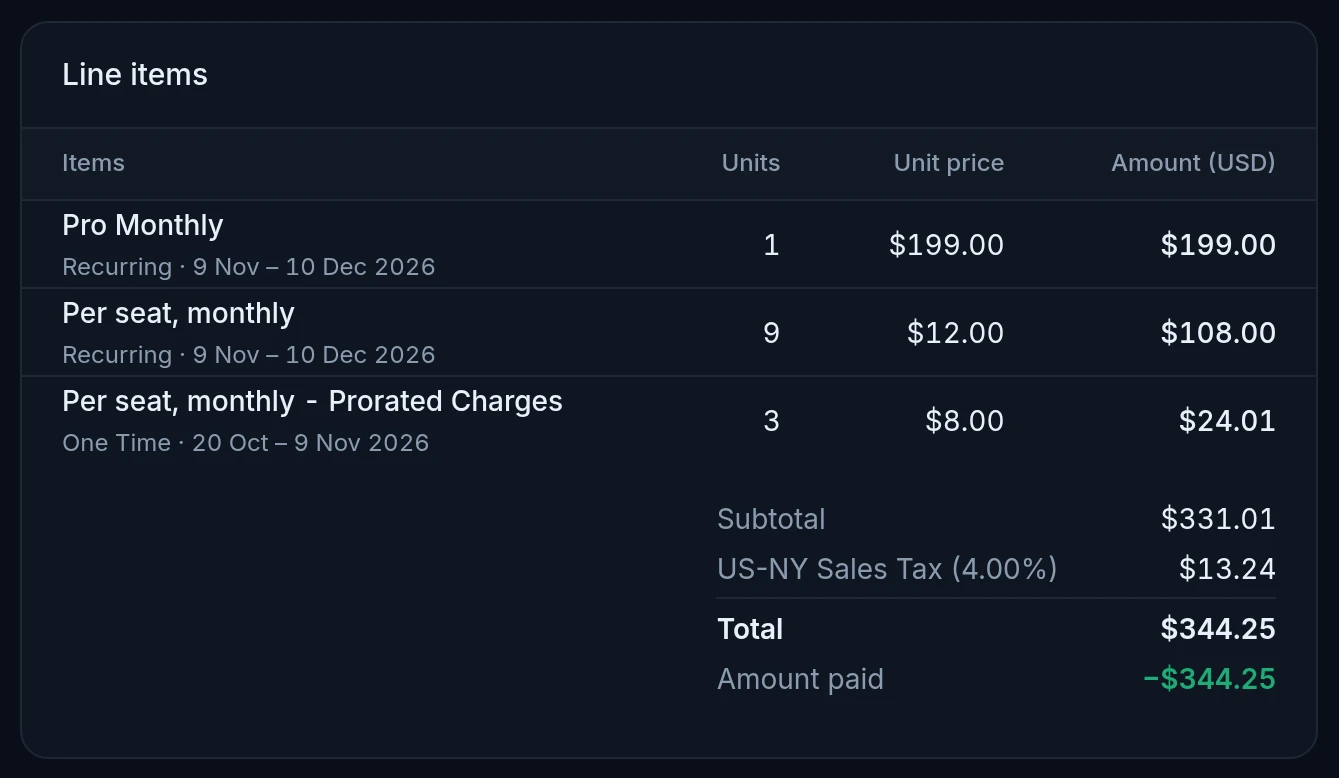 Line items
Items Units Unit price Amount (USD)
Pro Monthly
Recurring · 9 Nov – 10 Dec 2026
1 $199.00 $199.00
Per seat, monthly
Recurring · 9 Nov – 10 Dec 2026
9 $12.00 $108.00
Per seat, monthly - Prorated Charges
One Time · 20 Oct – 9 Nov 2026
3 $8.00 $24.01
Subtotal $331.01
US-NY Sales Tax (4.00%) $13.24
Total $344.25
Amount paid −$344.25